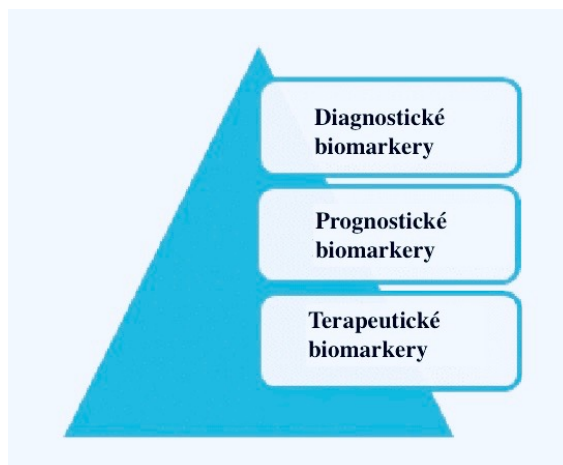 Diagnostické
biomarkery
Prognostické
biomarkery
Terapeutické
biomarkery